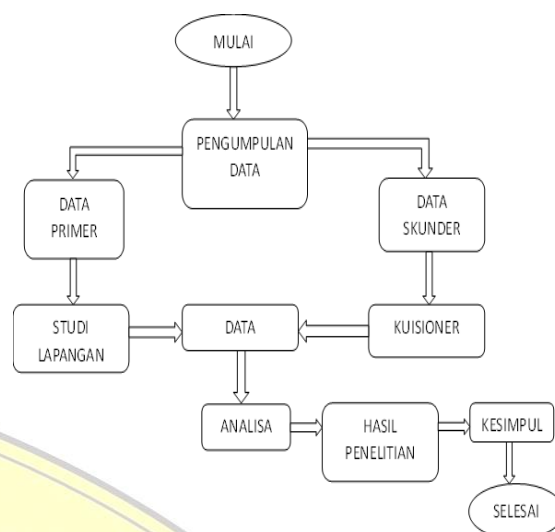 MULAI
PENGUMPULAN
DATA
DATA
PRIMER
DATA
SKUNDER
STUDI
LAPANGAN
DATA
KUISIONER
ANALISA
HASIL
PENELITIAN
KESIMPUL
SELESAI